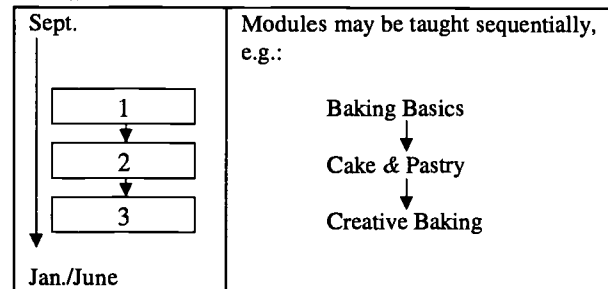 Sept.
1
2
3
Jan./June
Modules may be taught sequentially,
e.g.:
Baking Basics
Cake & Pastry
Creative Baking